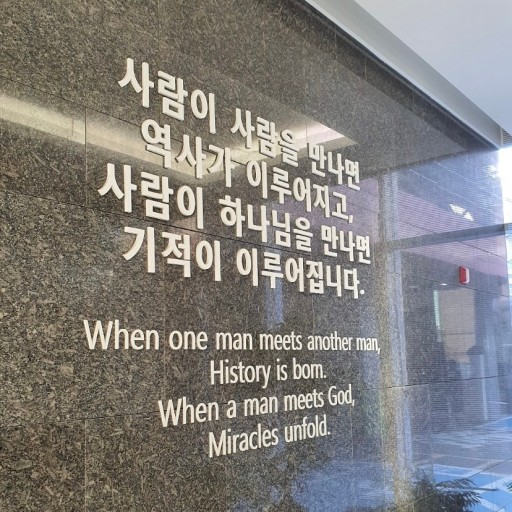 사람이 사람을 만나면
역사가 이루어지고,
사람이 하나님을 만나면
기적이 이루어집니다.
When one man meets another man,
History is born.
When a man meets God,
Miracles unfold.